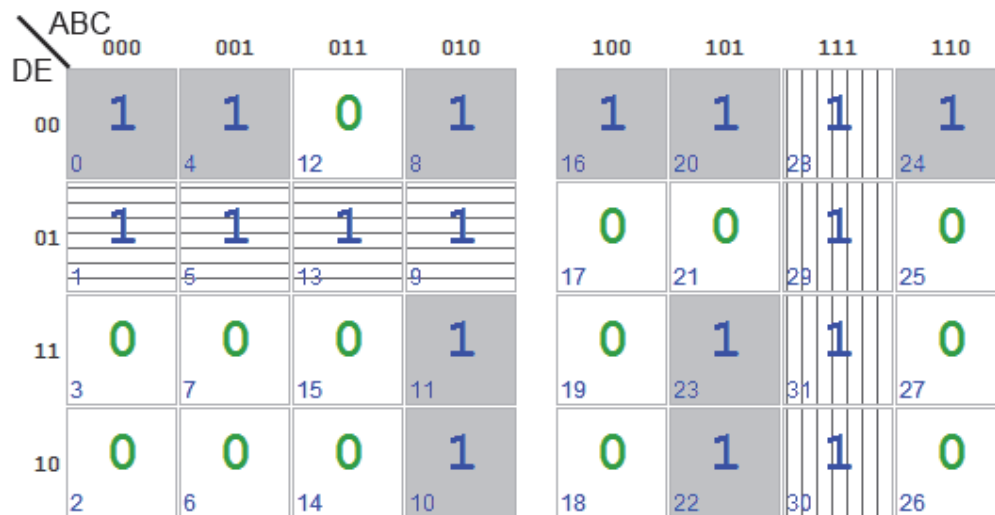 ABC
DE
000 001 011 010 100 101 111 110
00 1 1 0 1 1 1 1 1
0 4 12 8 16 20 28 24
01 1 1 1 1 0 0 1 0
1 5 13 9 17 21 29 25
11 0 0 0 1 0 1 1 0
3 7 15 11 19 23 31 27
10 0 0 0 1 0 1 1 0
2 6 14 10 18 22 30 26